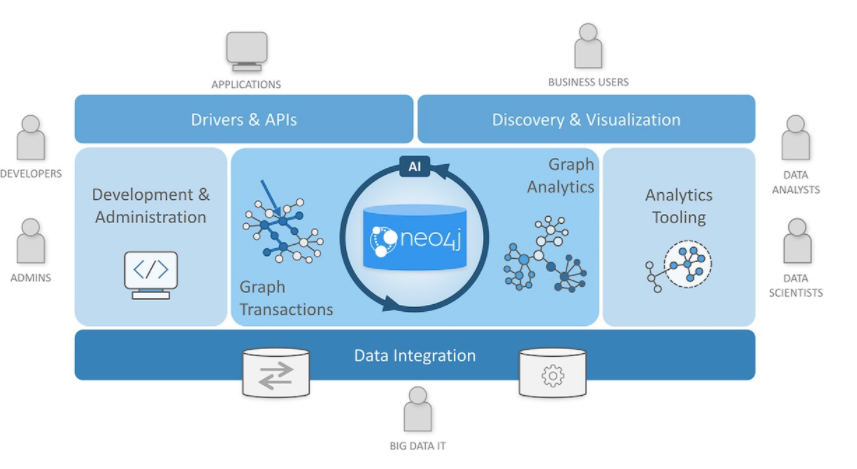 APPLICATIONS
BUSINESS USERS
Drivers & APIs
Discovery & Visualization
DEVELOPERS
ADMINS
Development &
Administration
</>
Graph
Transactions
AI
neo4j
Graph
Analytics
Analytics
Tooling
DATA
ANALYSTS
DATA
SCIENTISTS
Data Integration
BIG DATA IT